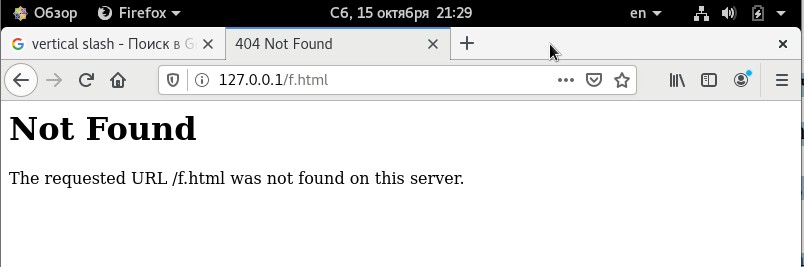 Обзор Firefox Сб, 15 октября 21:29 en
vertical slash - Поиск в G 404 Not Found
127.0.0.1/f.html
Not Found
The requested URL /f.html was not found on this server.